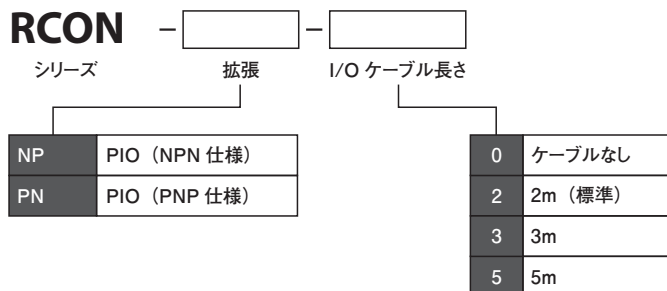 RCON - -
シリーズ 拡張 I/O ケーブル長さ
NP PIO（NPN 仕様）
PN PIO（PNP 仕様）
0 ケーブルなし
2 2m（標準）
3 3m
5 5m